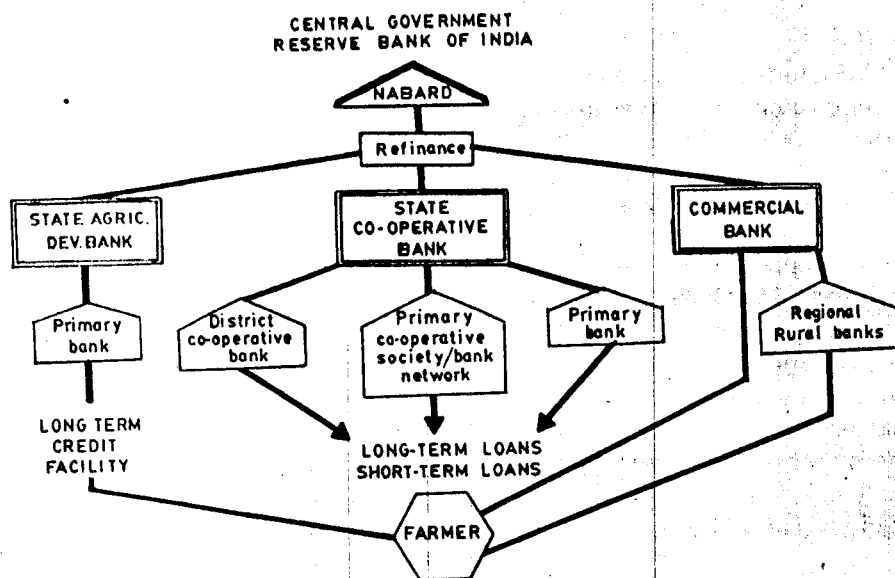 CENTRAL GOVERNMENT
RESERVE BANK OF INDIA
NABARD
Refinance
STATE AGRIC.
DEV. BANK
STATE
CO-OPERATIVE
BANK
COMMERCIAL
BANK
Primary
bank
District
co-operative
bank
Primary
co-operative
society/bank
network
Primary
bank
Regional
Rural banks
LONG TERM
CREDIT
FACILITY
LONG-TERM LOANS
SHORT-TERM LOANS
FARMER